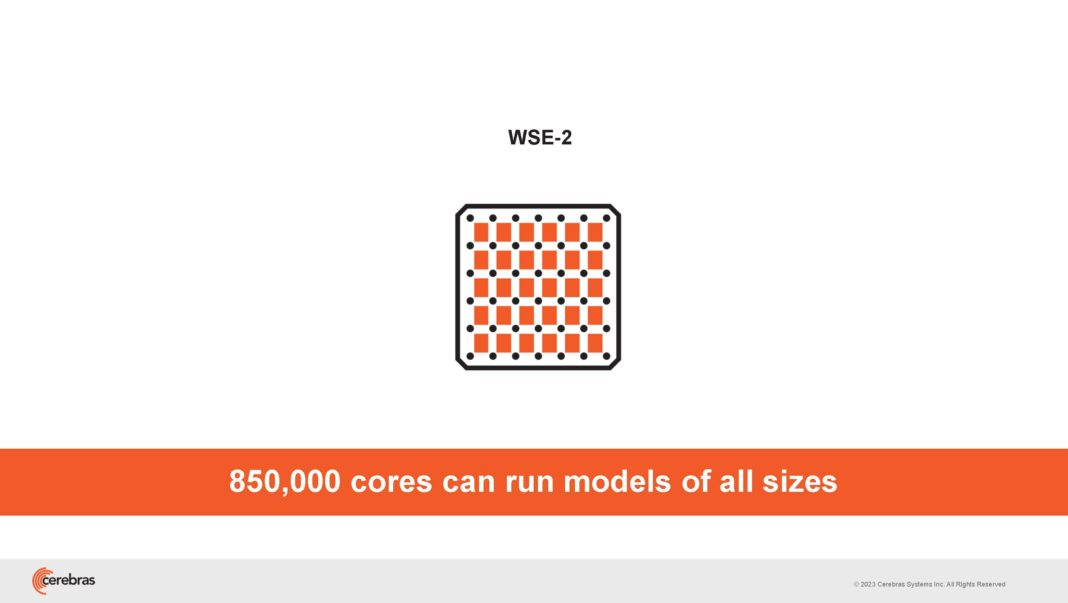 WSE-2
850,000 cores can run models of all sizes
cerebras
© 2023 Cerebras Systems Inc. All Rights Reserved